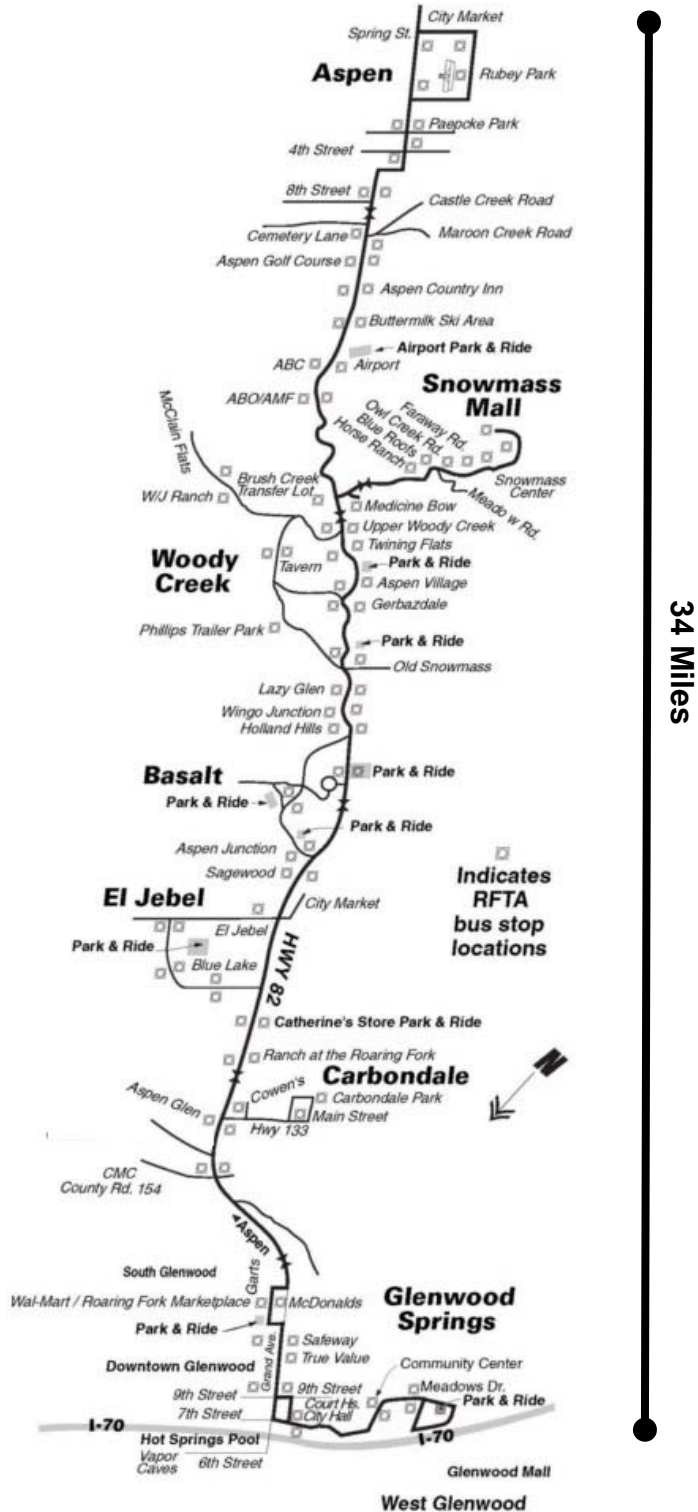 City Market
Spring St.
Aspen
Rubey Park
Paepcke Park
4th Street
8th Street
Castle Creek Road
Cemetery Lane
Maroon Creek Road
Aspen Golf Course
Aspen Country Inn
Buttermilk Ski Area
Airport Park & Ride
ABC
Airport
Snowmass
Mall
ABO/AMF
McClain Flats
Faraway Rd.
Owl Creek Rd.
Blue Roofs
Horse Ranch
Brush Creek
Transfer Lot
Snowmass
Center
W/J Ranch
Meado w Rd.
Medicine Bow
Upper Woody Creek
Twining Flats
Woody
Creek
Tavern
Park & Ride
Aspen Village
Gerbazdale
34 Miles
Phillips Trailer Park
Park & Ride
Old Snowmass
Lazy Glen
Wingo Junction
Holland Hills
Basalt
Park & Ride
Park & Ride
Park & Ride
Aspen Junction
Sagewood
Indicates
RFTA
bus stop
locations
El Jebel
City Market
El Jebel
Park & Ride
Blue Lake
HWY 82
Catherine's Store Park & Ride
Ranch at the Roaring Fork
N
Carbondale
Cowen's
Aspen Glen
Carbondale Park
Main Street
Hwy 133
CMC
County Rd. 154
Aspen
South Glenwood
Garts
Glenwood
Springs
Wal-Mart / Roaring Fork Marketplace
McDonalds
Park & Ride
Grand Ave.
Safeway
True Value
Downtown Glenwood
Community Center
9th Street
9th Street
Meadows Dr.
Court Hs.
Park & Ride
7th Street
City Hall
I-70
I-70
Hot Springs Pool
Vapor
Caves
6th Street
Glenwood Mall
West Glenwood